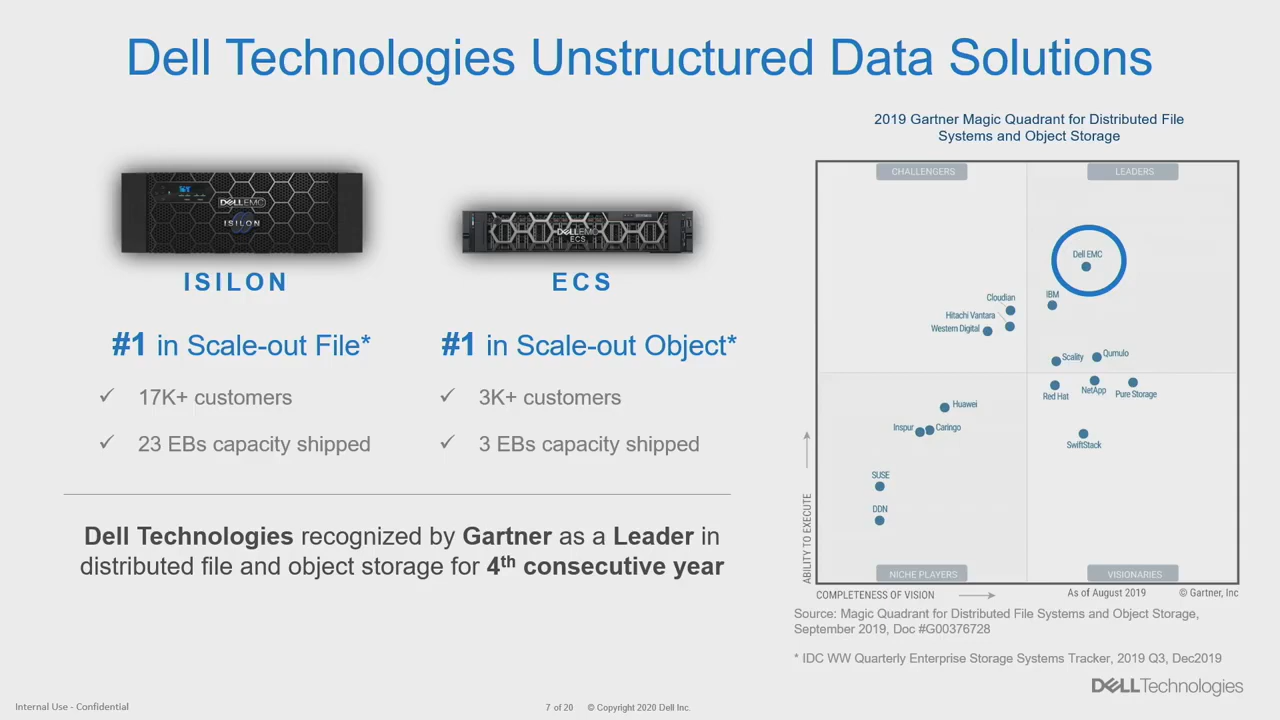 Dell Technologies Unstructured Data Solutions
DELLEMC
ISILON
ISILON
#1 in Scale-out File*
✓ 17K+ customers
✓ 23 EBs capacity shipped
DELLEMC
ECS
ECS
#1 in Scale-out Object*
✓ 3K+ customers
✓ 3 EBs capacity shipped
Dell Technologies recognized by Gartner as a Leader in
distributed file and object storage for 4th consecutive year
2019 Gartner Magic Quadrant for Distributed File
Systems and Object Storage
CHALLENGERS
LEADERS
Dell EMC
IBM
Cloudian
Hitachi Vantara
Western Digital
Scality
Qumulo
Red Hat
NetApp
Pure Storage
Huawei
Inspur
Caringo
SwiftStack
SUSE
DDN
ABILITY TO EXECUTE
NICHE PLAYERS
VISIONARIES
COMPLETENESS OF VISION
As of August 2019
© Gartner, Inc
Source: Magic Quadrant for Distributed File Systems and Object Storage,
September 2019, Doc #G00376728
* IDC WW Quarterly Enterprise Storage Systems Tracker, 2019 Q3, Dec2019
DELLTechnologies
Internal Use - Confidential
7 of 20
© Copyright 2020 Dell Inc.